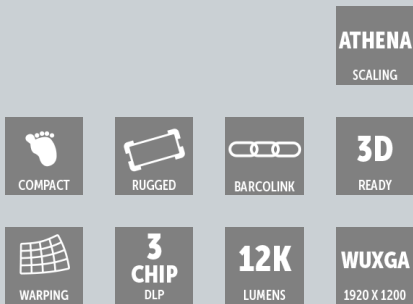 ATHENA
SCALING
COMPACT
RUGGED
BARCOLINK
3D
READY
WARPING
3
CHIP
DLP
12K
LUMENS
WUXGA
1920 X 1200